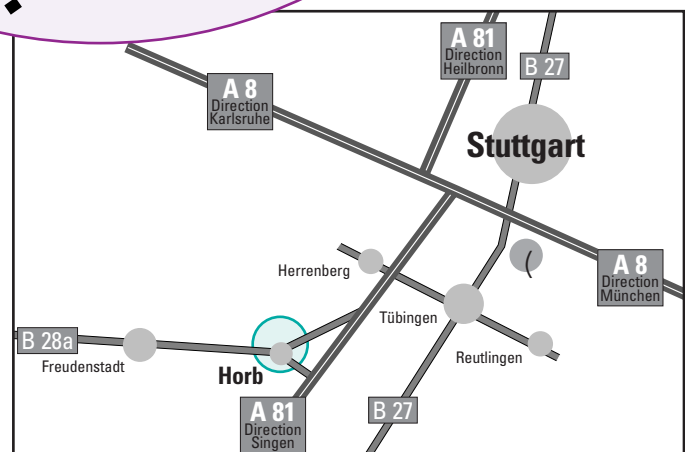 A 81
Direction
Heilbronn
B 27
A 8
Direction
Karlsruhe
Stuttgart
(
A 8
Direction
München
Herrenberg
Tübingen
Reutlingen
B 28a
Freudenstadt
Horb
A 81
Direction
Singen
B 27